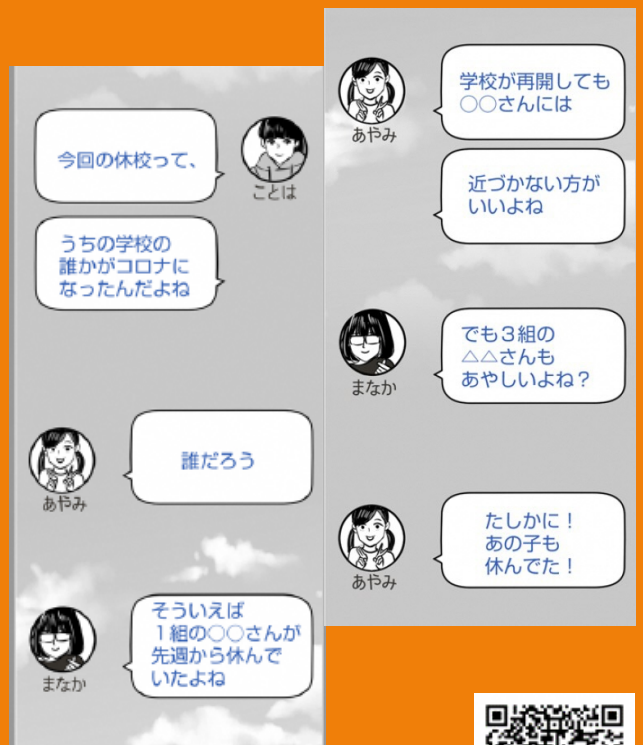 今回の休校って、
ことは
うちの学校の
誰かがコロナに
なったんだよね
誰だろう
あやみ
そういえば
１組の○○さんが
先週から休んで
いたよね
まなか
学校が再開しても
○○さんには
あやみ
近づかない方が
いいよね
でも３組の
△△さんも
あやしいよね？
まなか
たしかに！
あの子も
休んでた！
あやみ